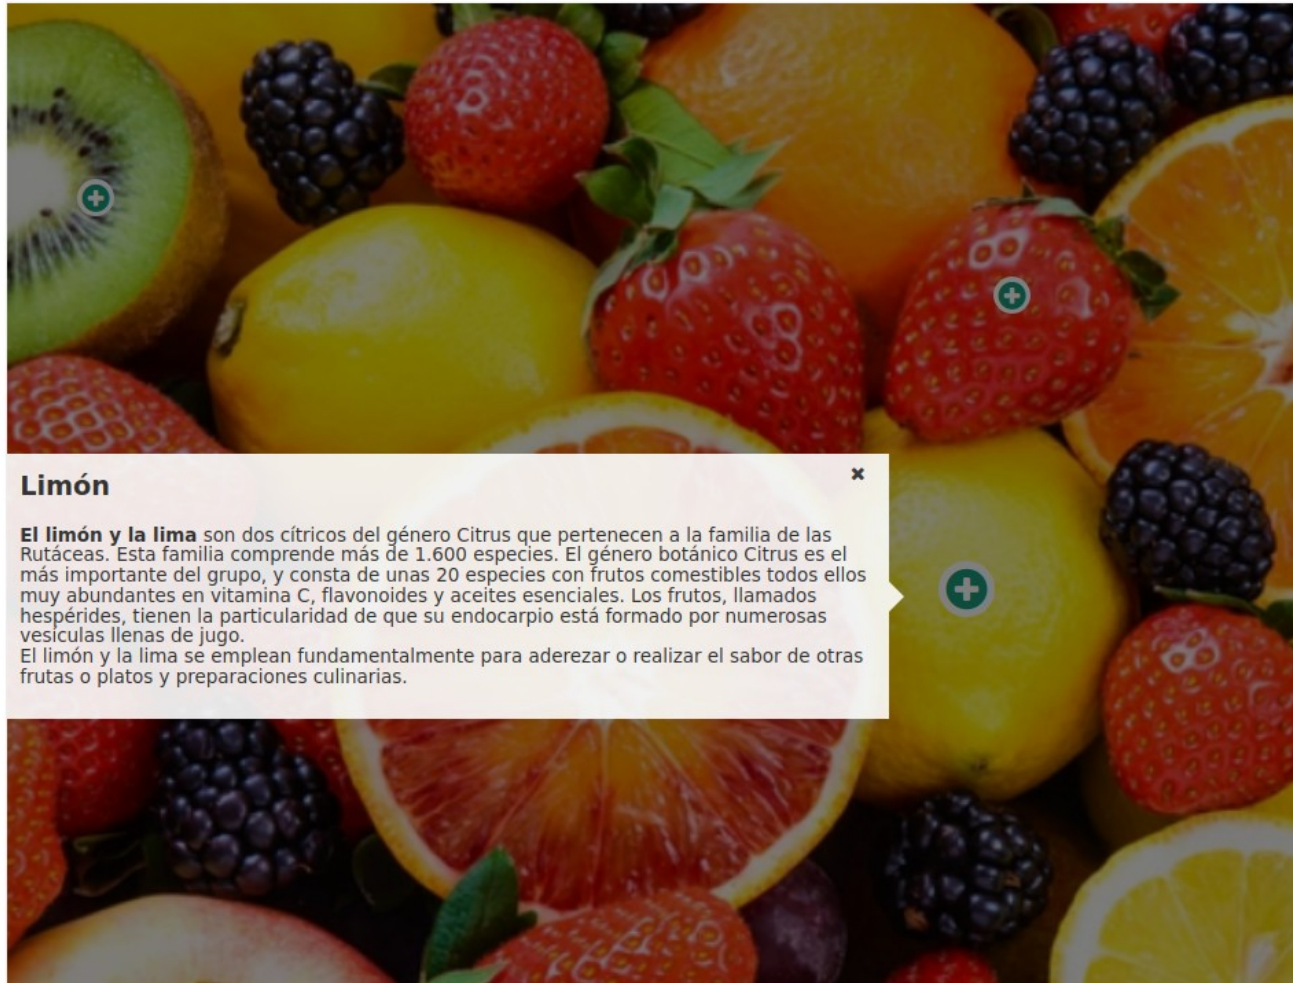 Limón
El limón y la lima son dos cítricos del género Citrus que pertenecen a la familia de las
Rutáceas. Esta familia comprende más de 1.600 especies. El género botánico Citrus es el
más importante del grupo, y consta de unas 20 especies con frutos comestibles todos ellos
muy abundantes en vitamina C, flavonoides y aceites esenciales. Los frutos, llamados
hespérides, tienen la particularidad de que su endocarpio está formado por numerosas
vesículas llenas de jugo.
El limón y la lima se emplean fundamentalmente para aderezar o realizar el sabor de otras
frutas o platos y preparaciones culinarias.